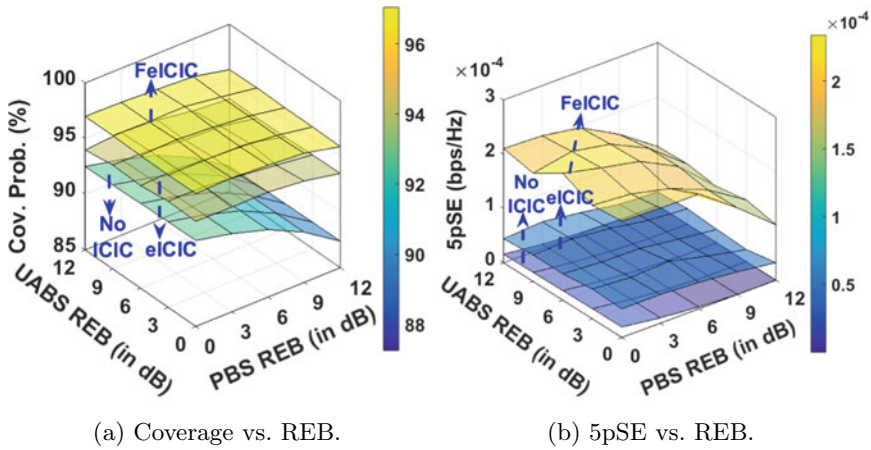 FeICIC
No
ICIC
eICIC
Cov. Prob. (%)
100
95
90
85
UABS REB (in dB)
12
9
6
3
0
PBS REB (in dB)
0
3
6
9
12
96
94
92
90
88
(a) Coverage vs. REB.
× 10⁻⁴
FeICIC
No
ICIC
eICIC
5pSE (bps/Hz)
3
2
1
0
UABS REB (in dB)
12
9
6
3
0
PBS REB (in dB)
0
3
6
9
12
× 10⁻⁴
2
1.5
1
0.5
(b) 5pSE vs. REB.